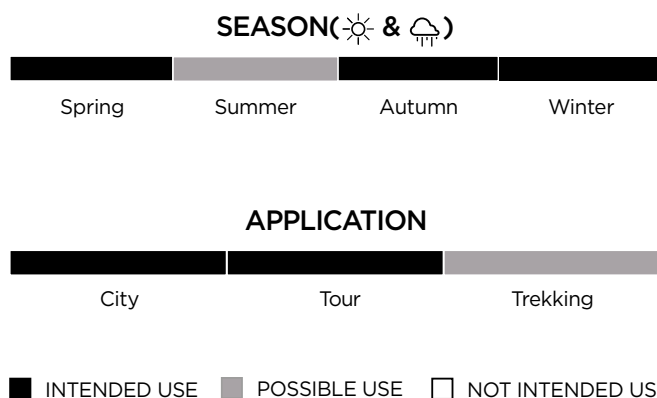 SEASON( & )
Spring Summer Autumn Winter
APPLICATION
City Tour Trekking
INTENDED USE POSSIBLE USE NOT INTENDED US